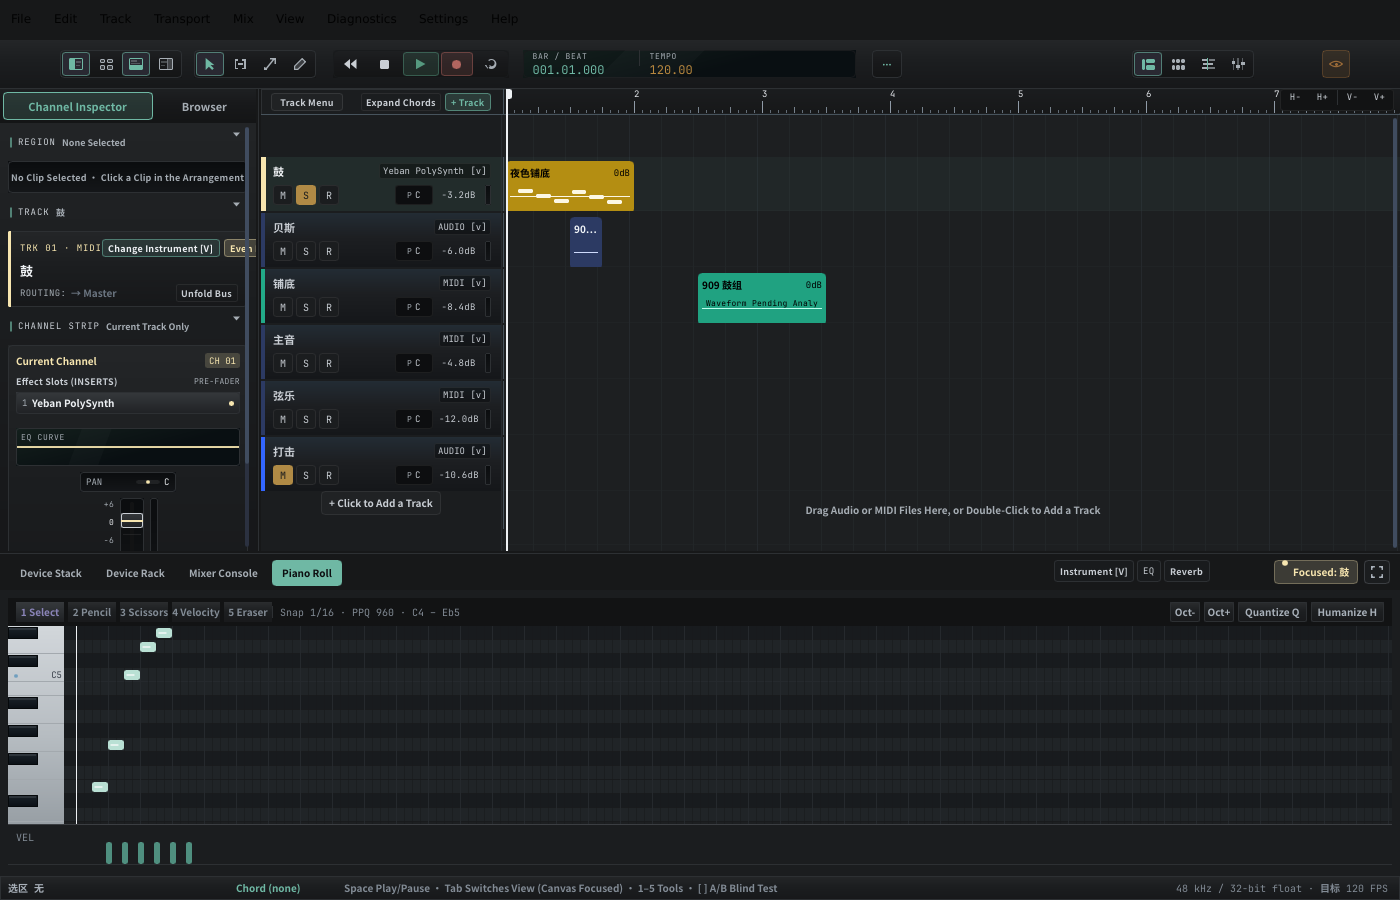 File Edit Track Transport Mix View Diagnostics Settings Help
BAR / BEAT TEMPO
001.01.000 120.00
Channel Inspector Browser
Track Menu Expand Chords + Track
2 3 4 5 6 7
H- H+ V- V+
REGION None Selected
No Clip Selected • Click a Clip in the Arrangement
TRACK 鼓
TRK 01 · MIDI Change Instrument [V] Even
鼓
ROUTING: → Master Unfold Bus
CHANNEL STRIP Current Track Only
Current Channel CH 01
Effect Slots (INSERTS) PRE-FADER
1 Yeban PolySynth
EQ CURVE
PAN C
+6
0
-6
鼓 Yeban PolySynth [v]
M S R P C -3.2dB
贝斯 AUDIO [v]
M S R P C -6.0dB
铺底 MIDI [v]
M S R P C -8.4dB
主音 MIDI [v]
M S R P C -4.8dB
弦乐 MIDI [v]
M S R P C -12.0dB
打击 AUDIO [v]
M S R P C -10.6dB
+ Click to Add a Track
夜色铺底 0dB
90...
909 鼓组 0dB
Waveform Pending Analy
Drag Audio or MIDI Files Here, or Double-Click to Add a Track
Device Stack Device Rack Mixer Console Piano Roll
Instrument [V] EQ Reverb Focused: 鼓
1 Select 2 Pencil 3 Scissors 4 Velocity 5 Eraser Snap 1/16 · PPQ 960 · C4 – Eb5
Oct- Oct+ Quantize Q Humanize H
C5
VEL
选区 无 Chord (none) Space Play/Pause • Tab Switches View (Canvas Focused) • 1–5 Tools • [ ] A/B Blind Test 48 kHz / 32-bit float · 目标 120 FPS